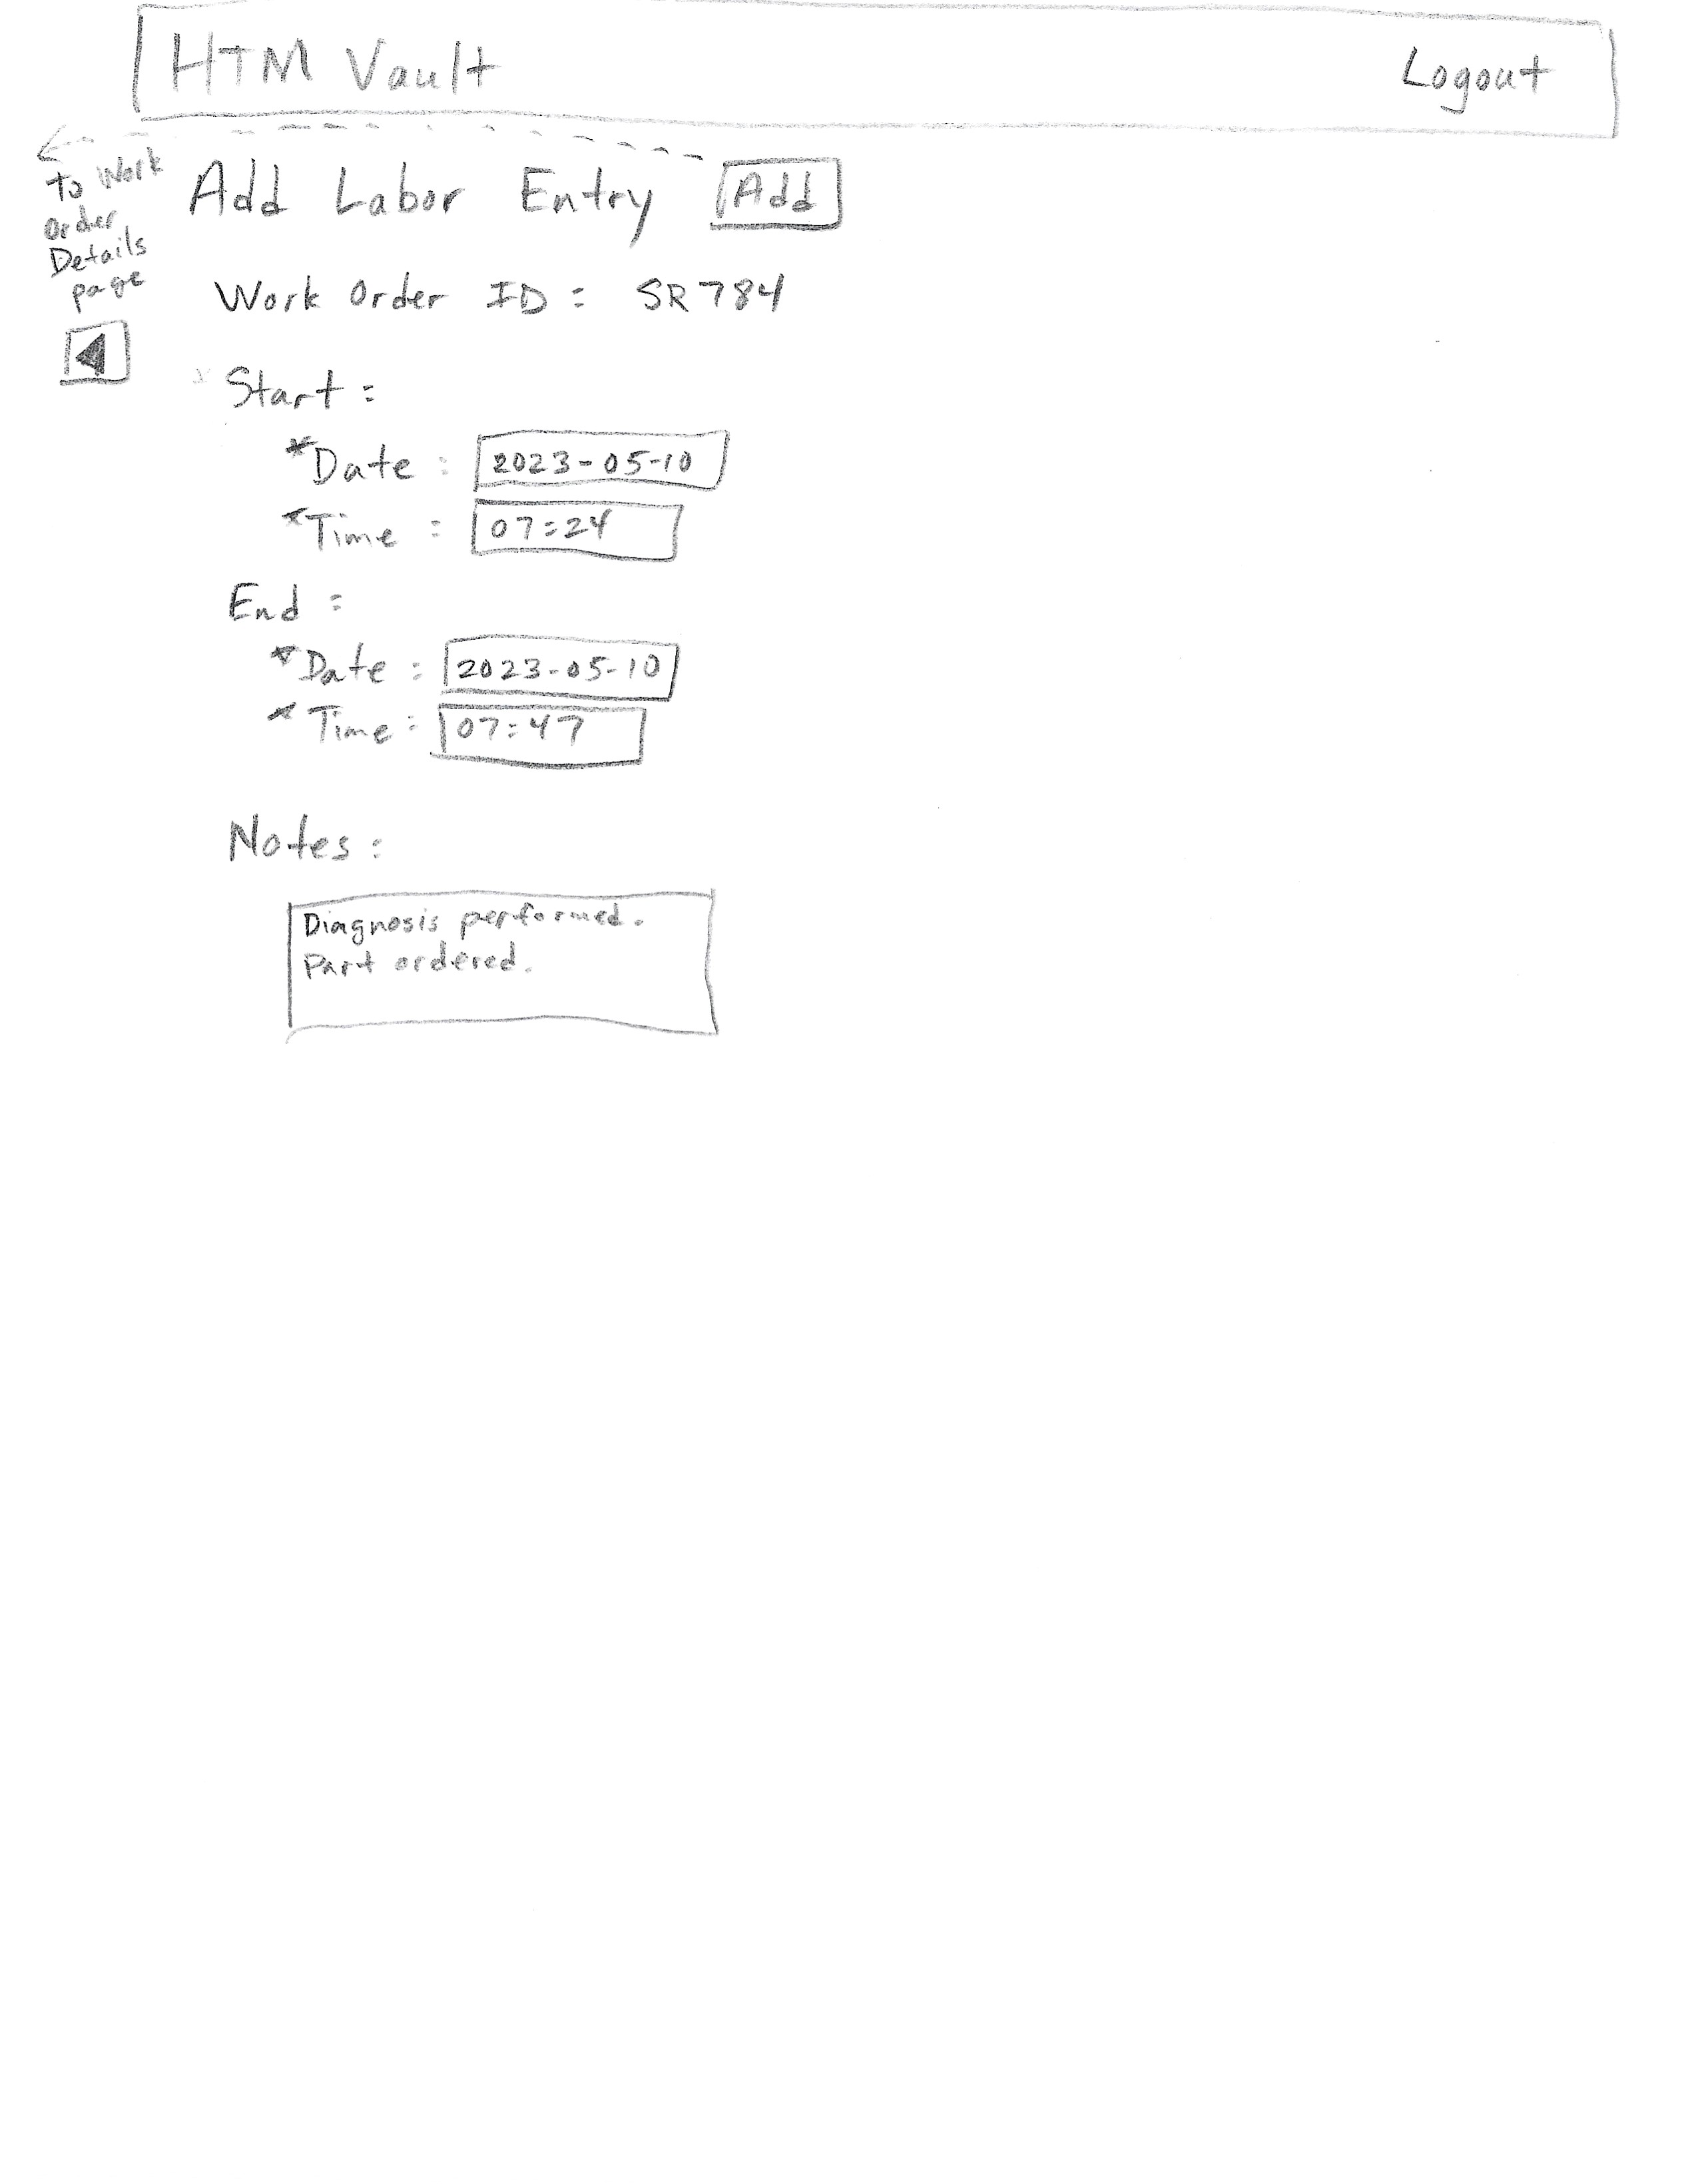 HTM Vault Logout
To Work
order
Details
page
Add Labor Entry Add
Work Order ID: SR784
Start:
*Date: 2023-05-10
*Time: 07:24
End:
*Date: 2023-05-10
*Time: 07:47
Notes:
Diagnosis performed.
Part ordered.